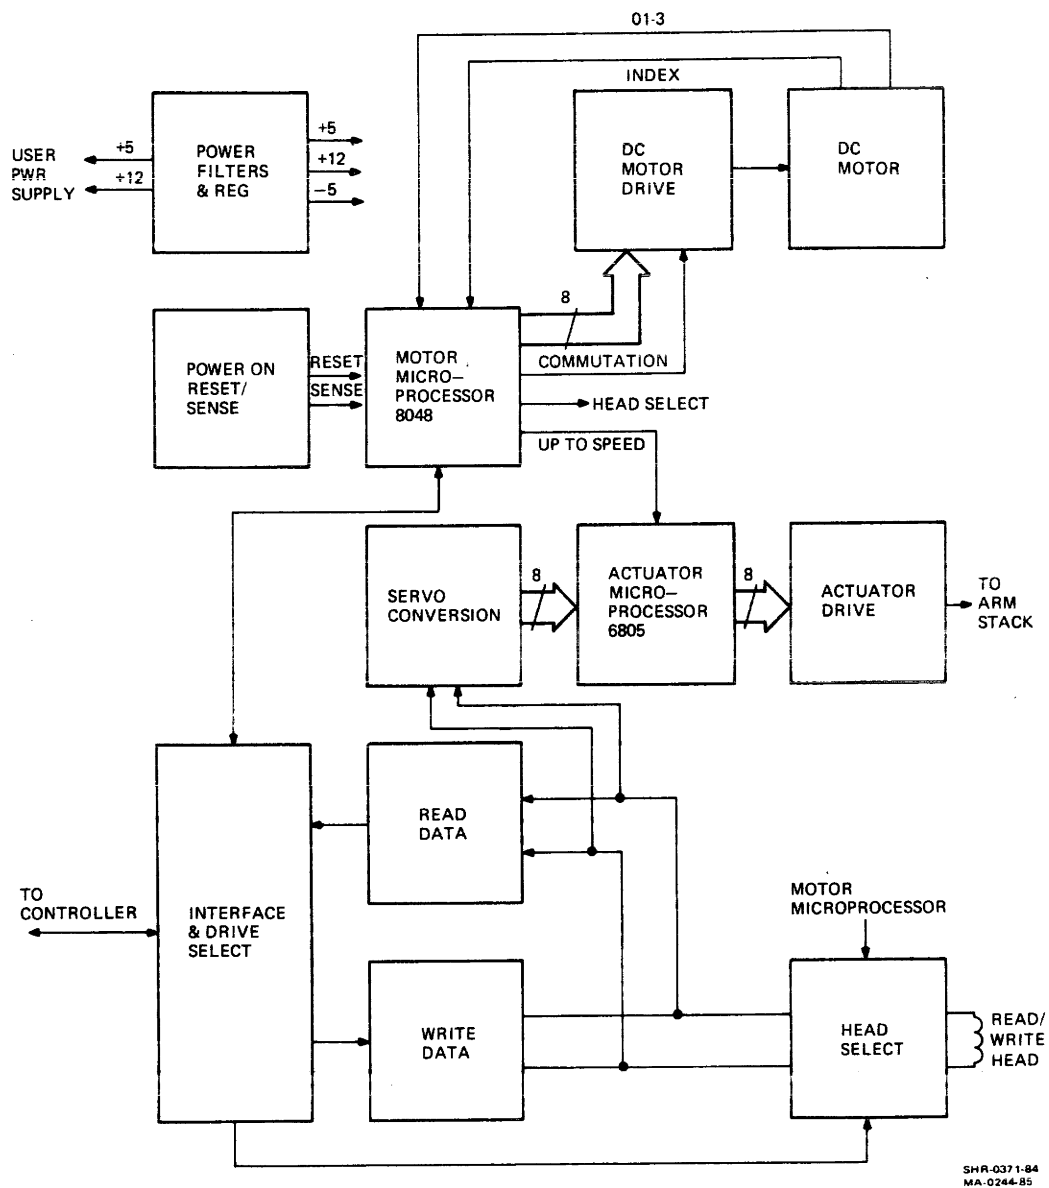 01-3
INDEX
USER
PWR
SUPPLY
+5
+12
POWER
FILTERS
& REG
+5
+12
-5
DC
MOTOR
DRIVE
DC
MOTOR
POWER ON
RESET/
SENSE
RESET
SENSE
MOTOR
MICRO-
PROCESSOR
8048
8
COMMUTATION
HEAD SELECT
UP TO SPEED
SERVO
CONVERSION
8
ACTUATOR
MICRO-
PROCESSOR
6805
8
ACTUATOR
DRIVE
TO
ARM
STACK
READ
DATA
TO
CONTROLLER
INTERFACE
& DRIVE
SELECT
MOTOR
MICROPROCESSOR
WRITE
DATA
HEAD
SELECT
READ/
WRITE
HEAD
SHR-0371-84
MA-0244-85